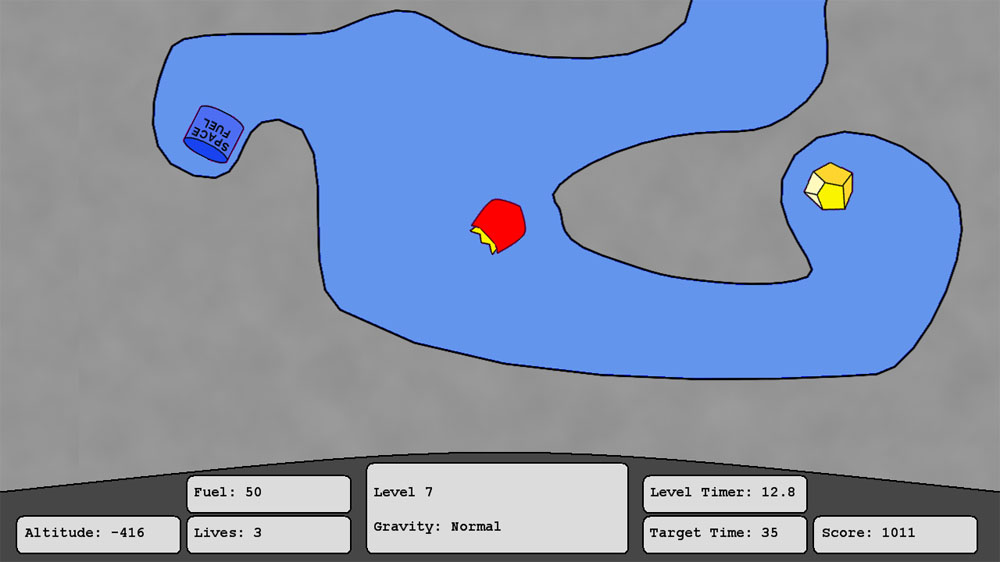 SPACE
FUEL
Fuel: 50
Level 7
Level Timer: 12.8
Altitude: -416
Lives: 3
Gravity: Normal
Target Time: 35
Score: 1011